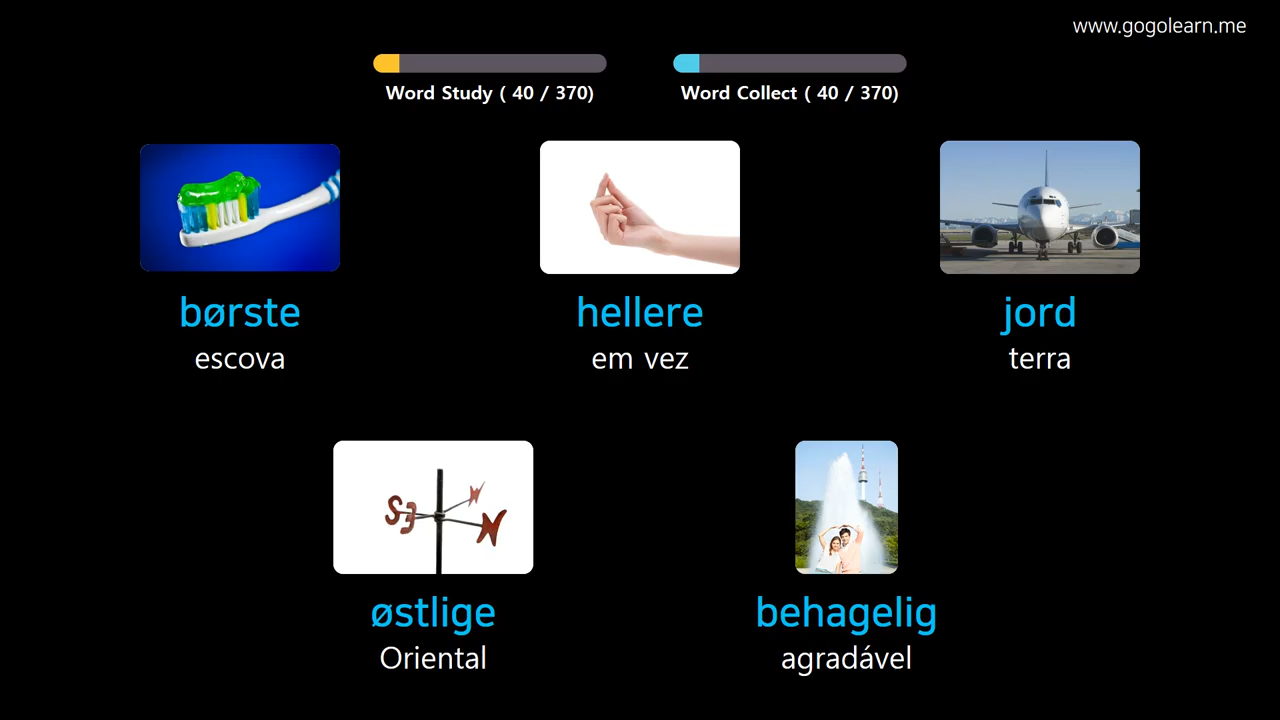 www.gogolearn.me
Word Study ( 40 / 370)
Word Collect ( 40 / 370)
børste
escova
hellere
em vez
jord
terra
østlige
Oriental
behagelig
agradável